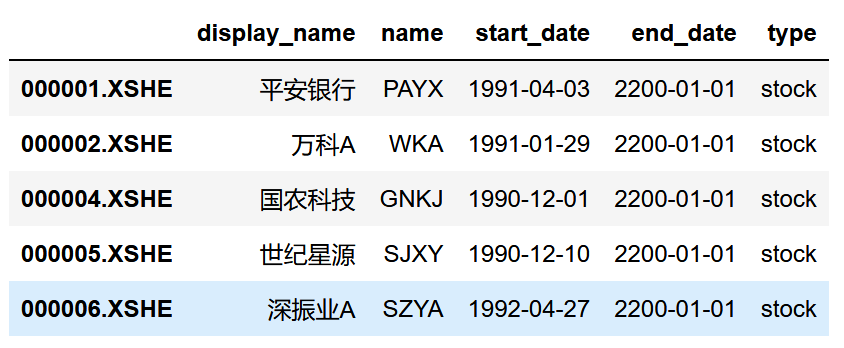 display_name name start_date end_date type
000001.XSHE 平安银行 PAYX 1991-04-03 2200-01-01 stock
000002.XSHE 万科A WKA 1991-01-29 2200-01-01 stock
000004.XSHE 国农科技 GNKJ 1990-12-01 2200-01-01 stock
000005.XSHE 世纪星源 SJXY 1990-12-10 2200-01-01 stock
000006.XSHE 深振业A SZYA 1992-04-27 2200-01-01 stock